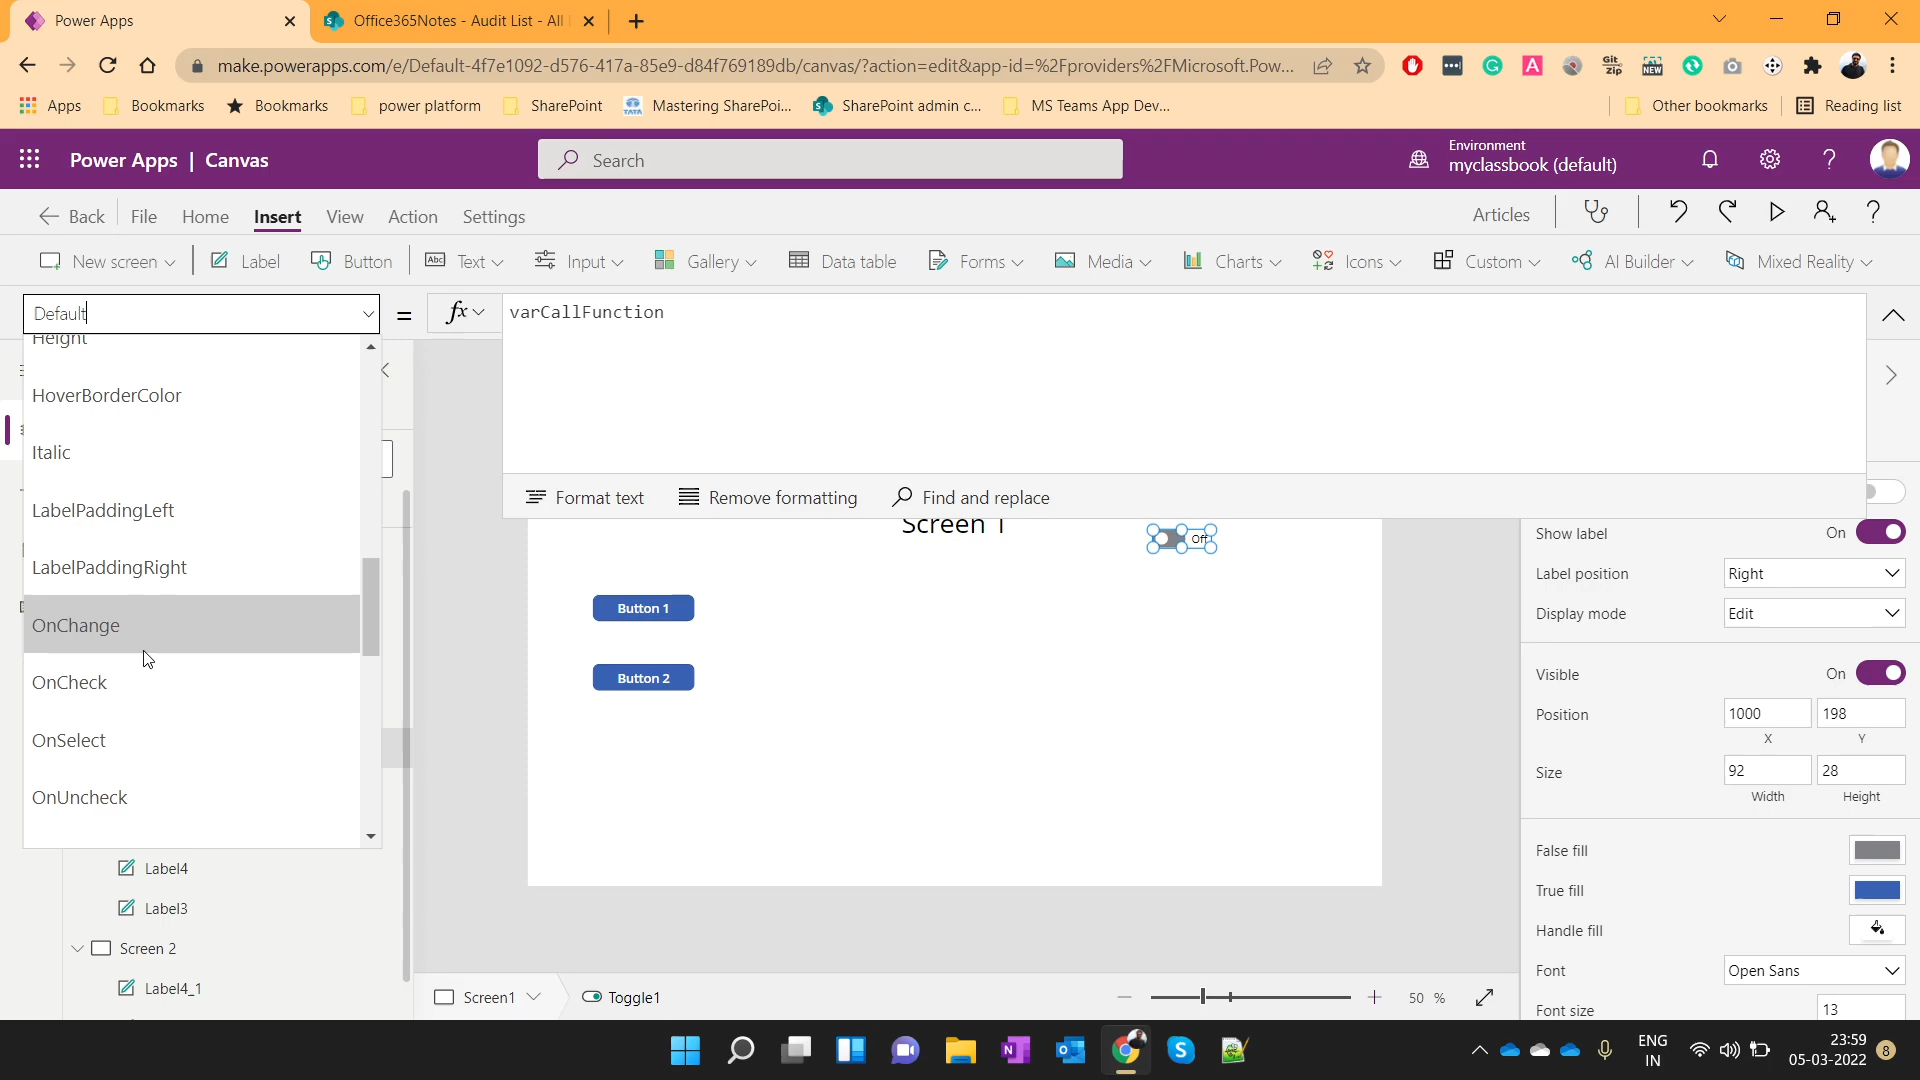 Power Apps
Office365Notes - Audit List - All
make.powerapps.com/e/Default-4f7e1092-d576-417a-85e9-d84f769189db/canvas/?action=edit&app-id=%2Fproviders%2FMicrosoft.Pow...
Git
zip
NEW
Apps
Bookmarks
Bookmarks
power platform
SharePoint
Mastering SharePoi...
SharePoint admin c...
MS Teams App Dev...
Other bookmarks
Reading list
Power Apps | Canvas
Search
Environment
myclassbook (default)
Back
File
Home
Insert
View
Action
Settings
Articles
New screen
Label
Button
Text
Input
Gallery
Data table
Forms
Media
Charts
Icons
Custom
AI Builder
Mixed Reality
Default
=
fx
varCallFunction
Height
HoverBorderColor
Italic
LabelPaddingLeft
LabelPaddingRight
OnChange
OnCheck
OnSelect
OnUncheck
Format text
Remove formatting
Find and replace
Screen 1
Off
Button 1
Button 2
Show label
On
Label position
Right
Display mode
Edit
Visible
On
Position
1000
198
X
Y
Size
92
28
Width
Height
False fill
True fill
Handle fill
Font
Open Sans
Font size
13
Label4
Label3
Screen 2
Label4_1
Screen1
Toggle1
50 %
ENG
IN
23:59
05-03-2022
8